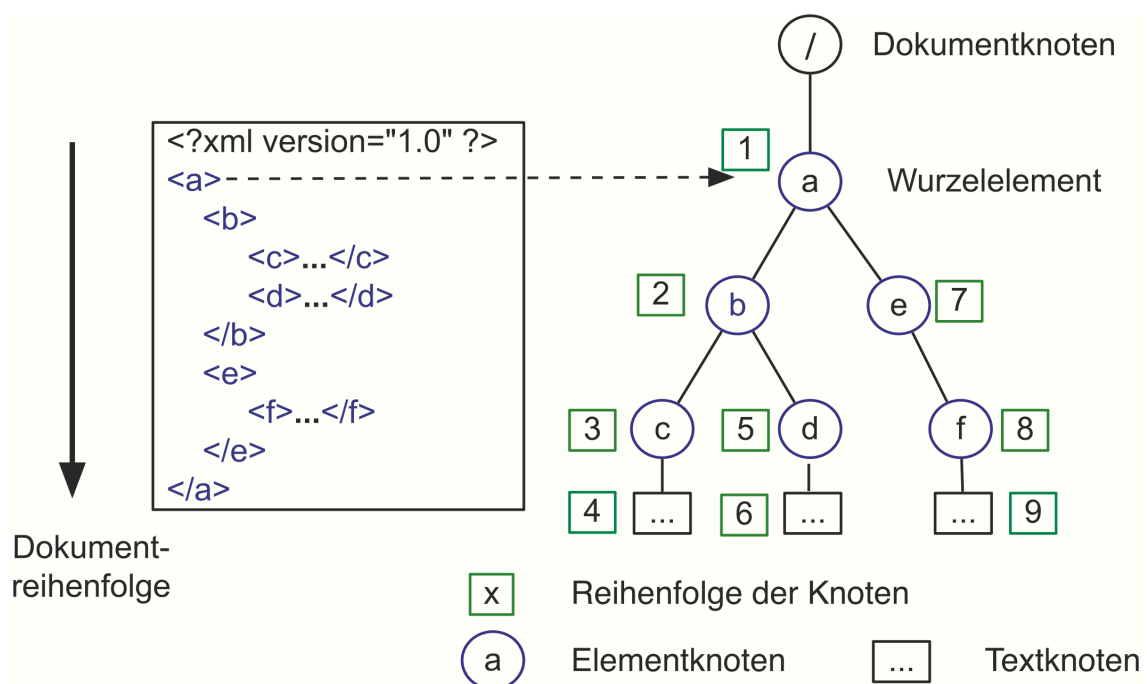 / Dokumentknoten
<?xml version="1.0" ?>
<a>
<b>
<c>...</c>
<d>...</d>
</b>
<e>
<f>...</f>
</e>
</a>
Dokument-
reihenfolge
1
a Wurzelelement
2 b e 7
3 c 5 d f 8
4 ... 6 ... ... 9
x Reihenfolge der Knoten
a Elementknoten ... Textknoten